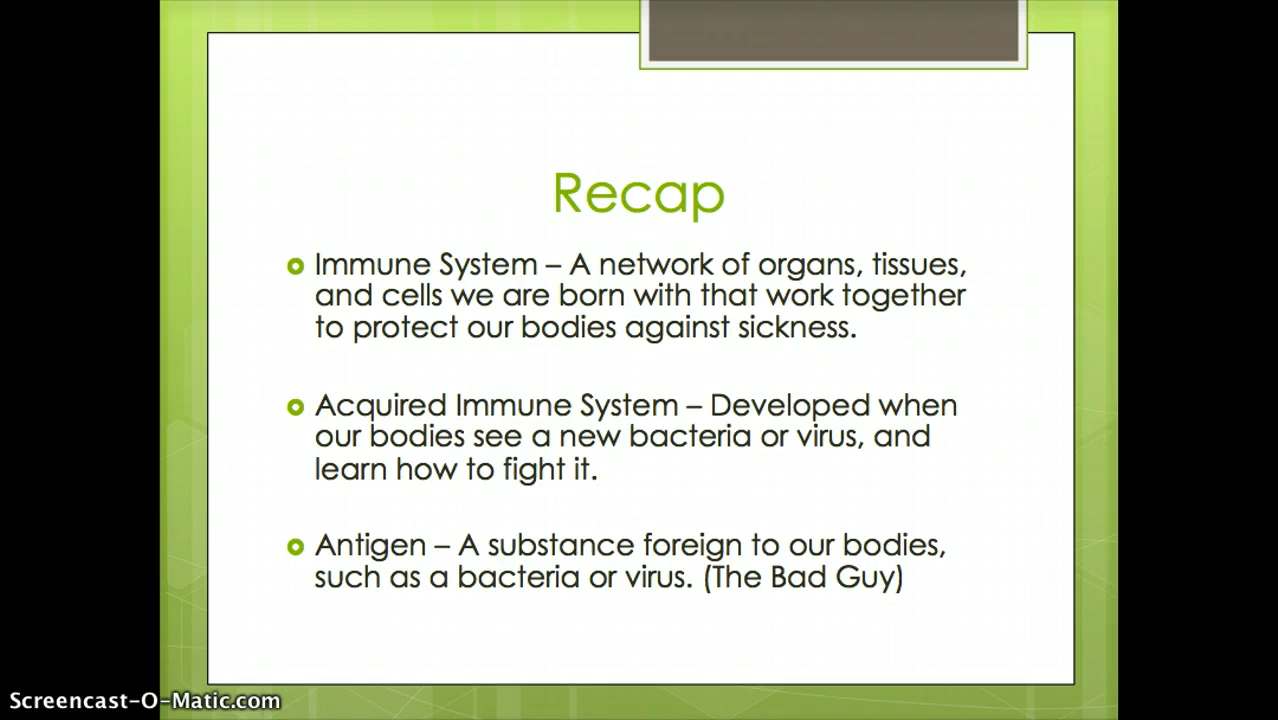 Recap
Immune System – A network of organs, tissues,
and cells we are born with that work together
to protect our bodies against sickness.
Acquired Immune System – Developed when
our bodies see a new bacteria or virus, and
learn how to fight it.
Antigen – A substance foreign to our bodies,
such as a bacteria or virus. (The Bad Guy)
Screencast-O-Matic.com